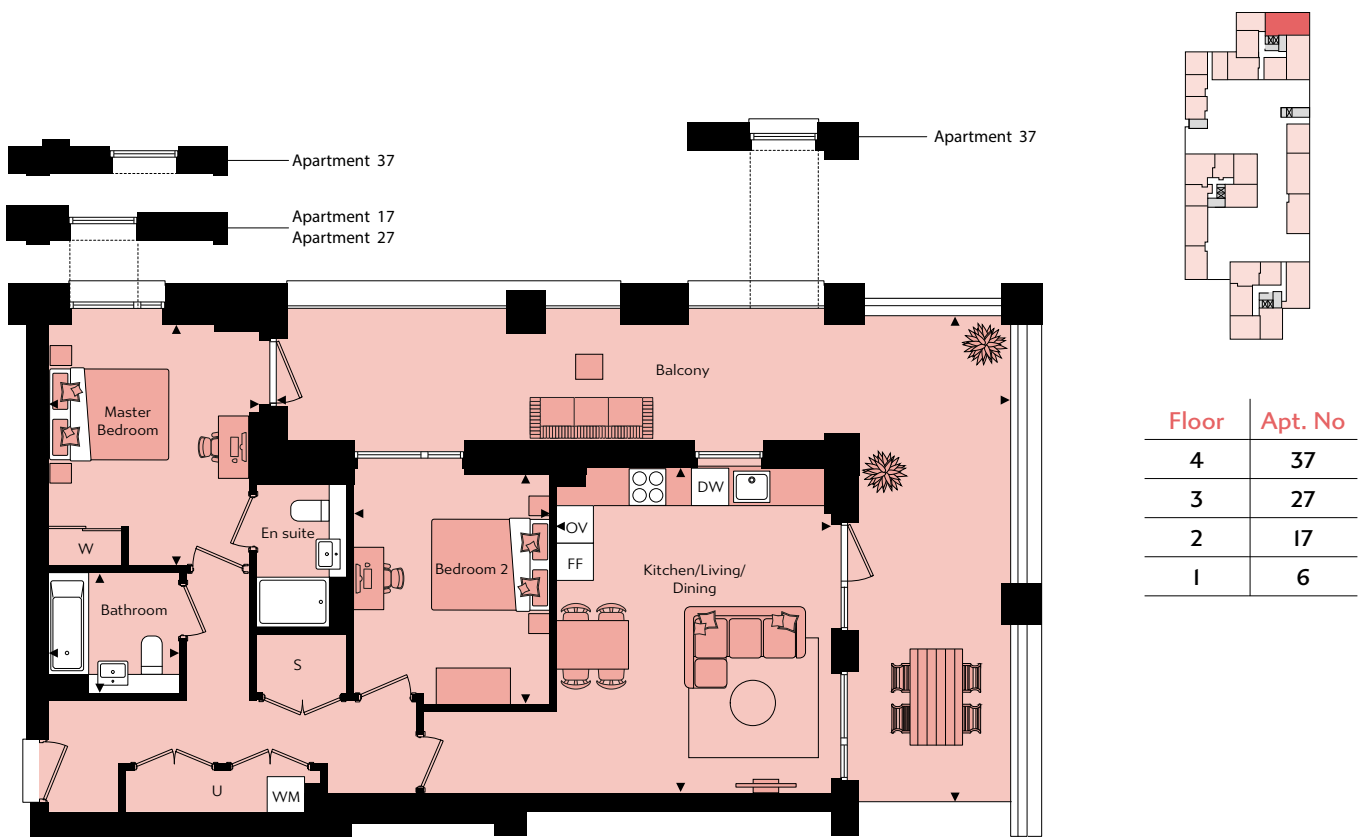 Apartment 37
Apartment 37
Apartment 17
Apartment 27
Balcony
Master
Bedroom
DW
En suite
OV
W
FF
Bedroom 2
Kitchen/Living/
Dining
Bathroom
S
U
WM
Floor Apt. No
4 37
3 27
2 17
1 6